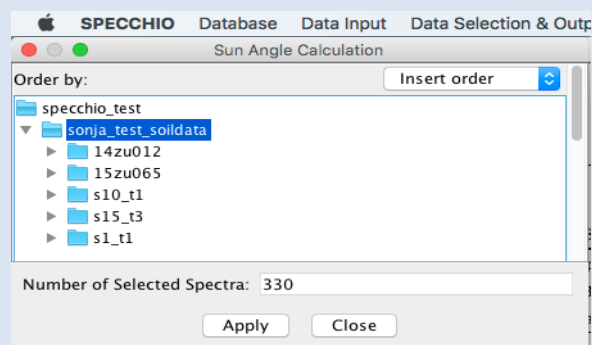 SPECCHIO Database Data Input Data Selection & Outp
Sun Angle Calculation
Order by: Insert order
specchio_test
sonja_test_soildata
14zu012
15zu065
s10_t1
s15_t3
s1_t1
Number of Selected Spectra: 330
Apply Close